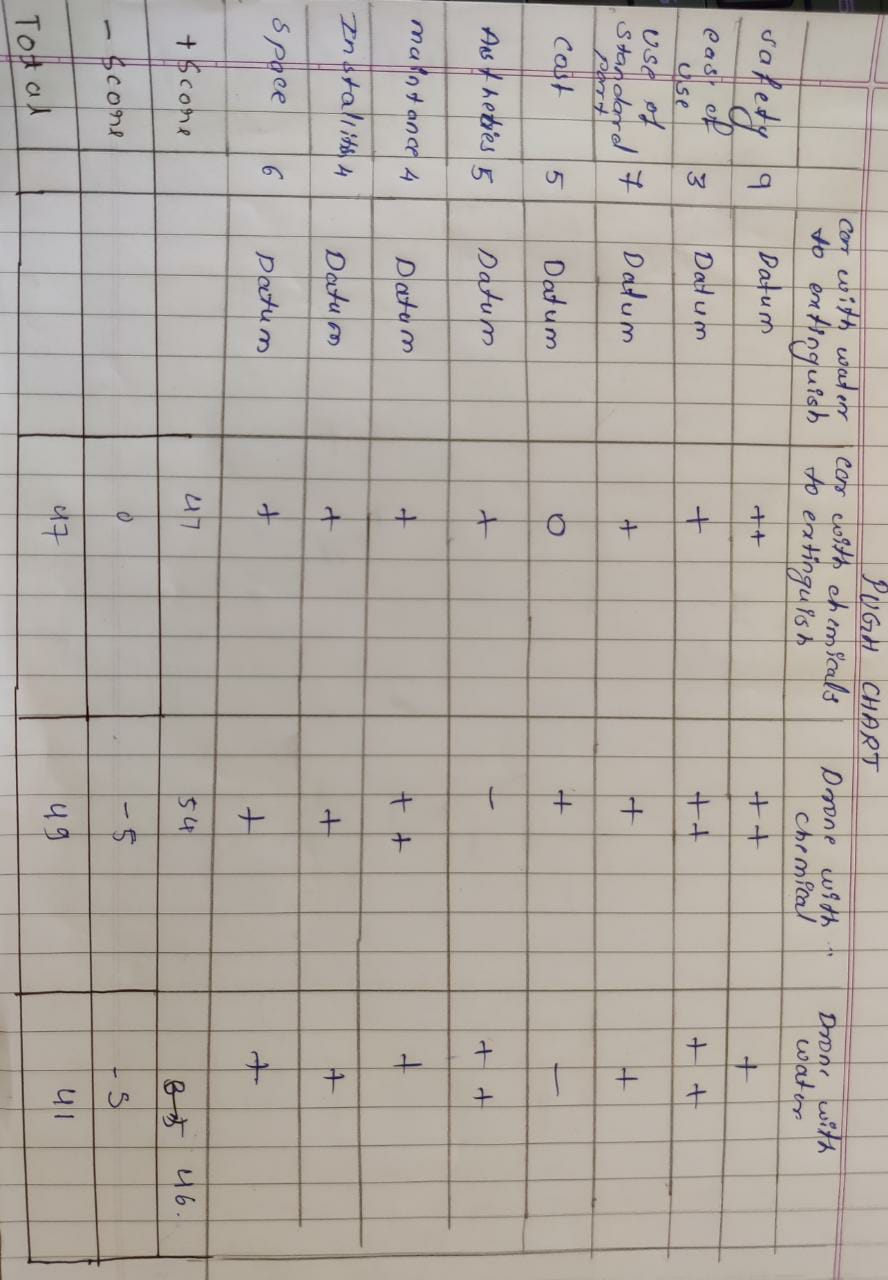 PUGH CHART
car with water to extinguish | car with chemicals to extinguish | Drone with chemical | Drone with water
safety | 9 | Datum | ++ | ++ | +
ease of use | 3 | Datum | + | ++ | ++
use of standard part | 7 | Datum | + | + | +
Cost | 5 | Datum | 0 | + | –
Asthetics | 5 | Datum | + | – | ++
maintance | 4 | Datum | + | ++ | +
4 | Datum | + | + | +
Space | 6 | Datum | + | + | +
+ Score | 47 | 54 | 46.
– Score | 0 | -5 | -5
Total | 47 | 49 | 41